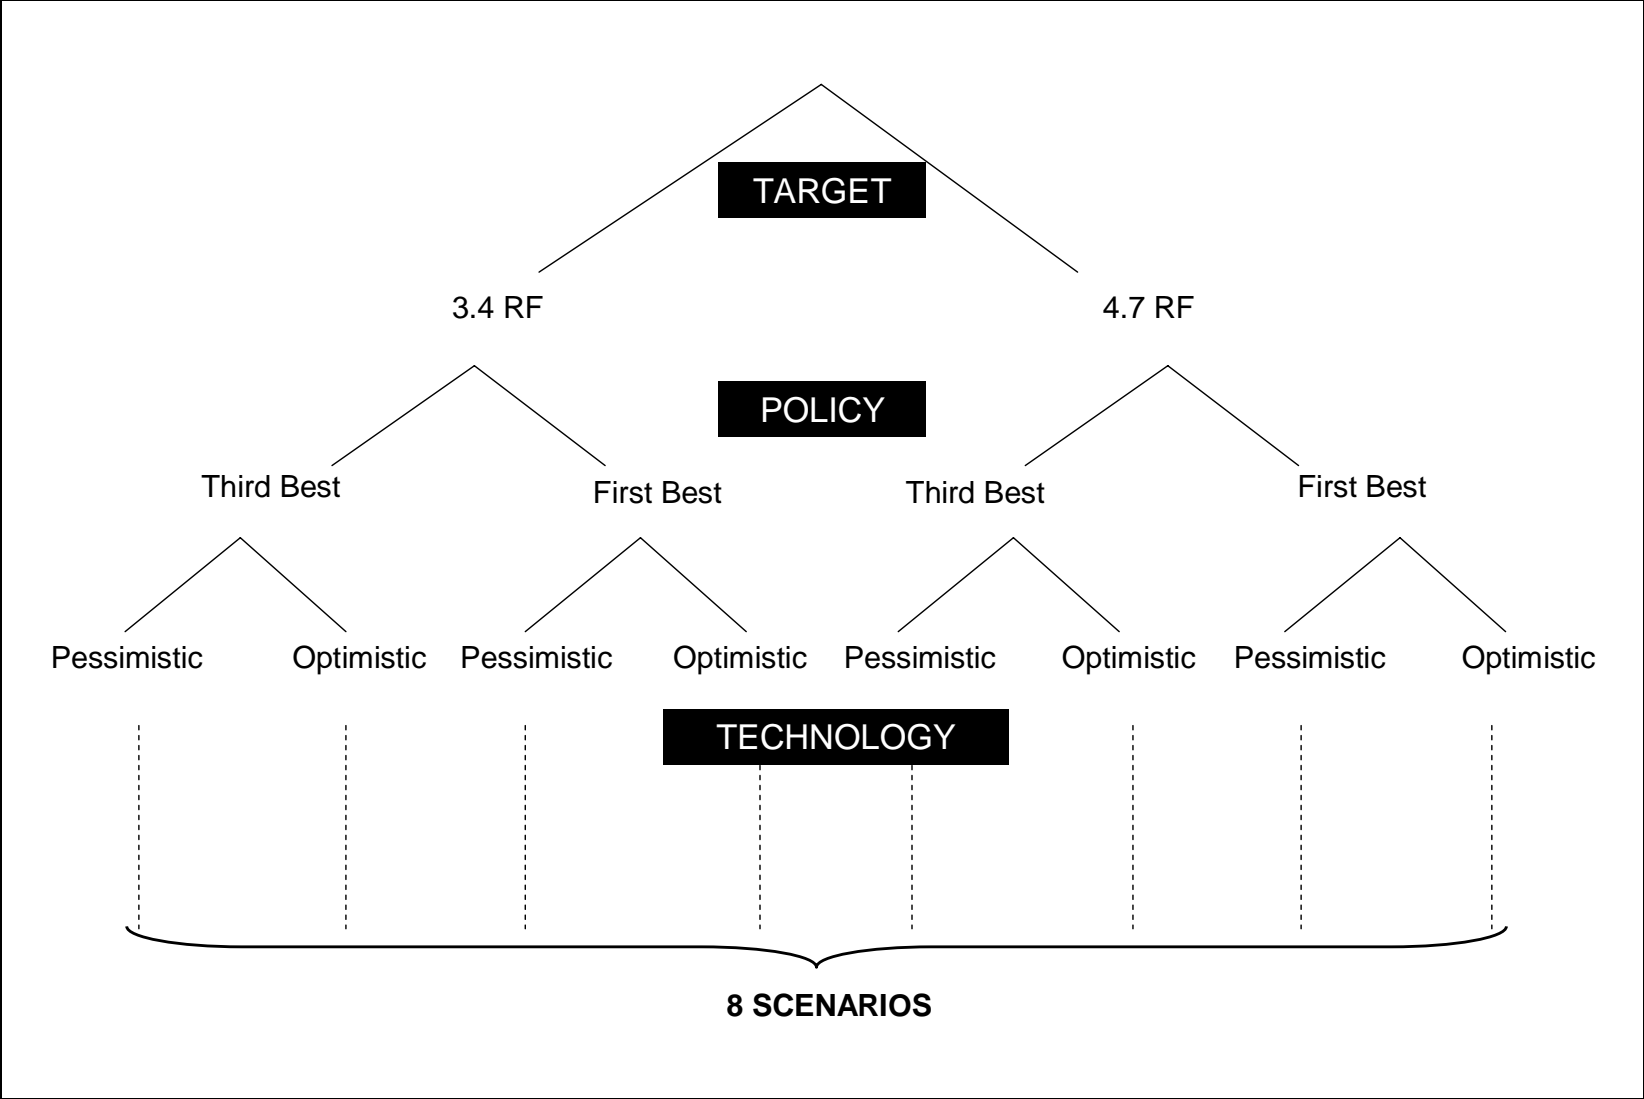 TARGET
3.4 RF
4.7 RF
POLICY
Third Best
First Best
Third Best
First Best
Pessimistic
Optimistic
Pessimistic
Optimistic
Pessimistic
Optimistic
Pessimistic
Optimistic
TECHNOLOGY
8 SCENARIOS